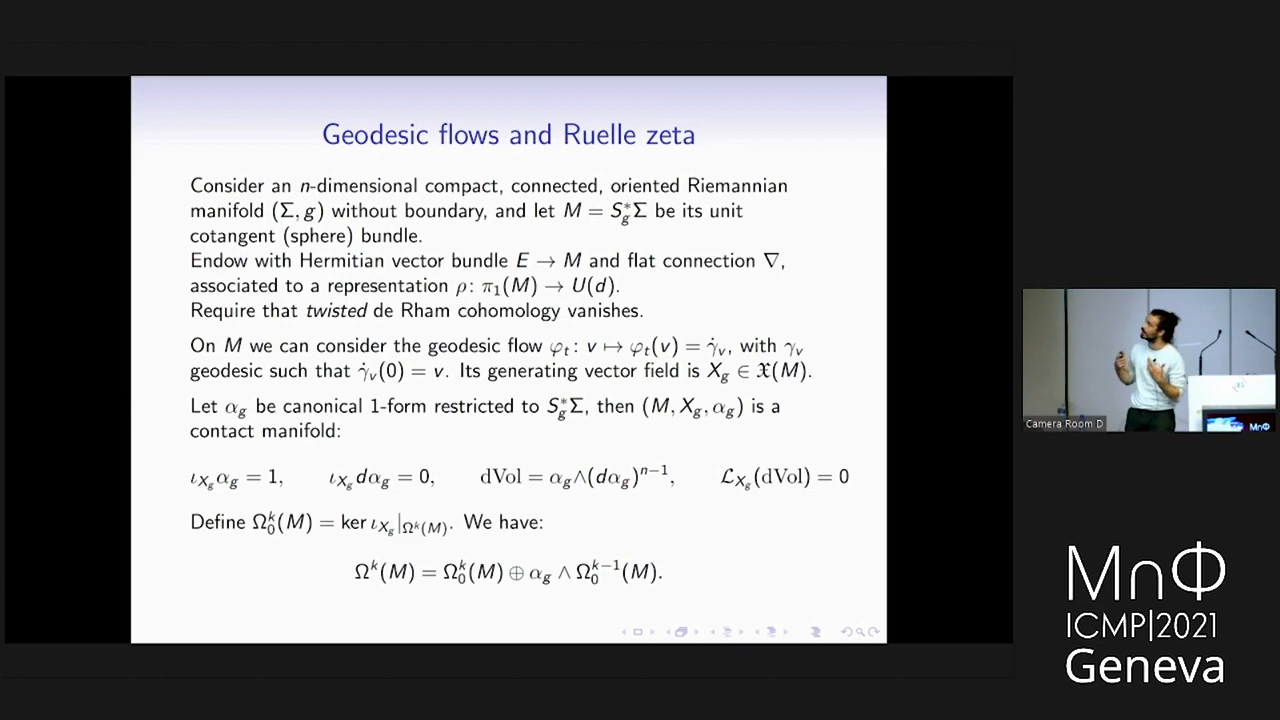 Geodesic flows and Ruelle zeta
Consider an n-dimensional compact, connected, oriented Riemannian
manifold (Σ, g) without boundary, and let M = S*_gΣ be its unit
cotangent (sphere) bundle.
Endow with Hermitian vector bundle E → M and flat connection ∇,
associated to a representation ρ: π₁(M) → U(d).
Require that twisted de Rham cohomology vanishes.
On M we can consider the geodesic flow φ_t: v ↦ φ_t(v) = γ̇_v, with γ_v
geodesic such that γ̇_v(0) = v. Its generating vector field is X_g ∈ 𝔛(M).
Let α_g be canonical 1-form restricted to S*_gΣ, then (M, X_g, α_g) is a
contact manifold:
ι_{X_g}α_g = 1, ι_{X_g}dα_g = 0, dVol = α_g∧(dα_g)^{n−1}, ℒ_{X_g}(dVol) = 0
Define Ω₀^k(M) = ker ι_{X_g}|_{Ω^k(M)}. We have:
Ω^k(M) = Ω₀^k(M) ⊕ α_g ∧ Ω₀^{k−1}(M).
Camera Room D
MnΦ
MnΦ
ICMP|2021
Geneva